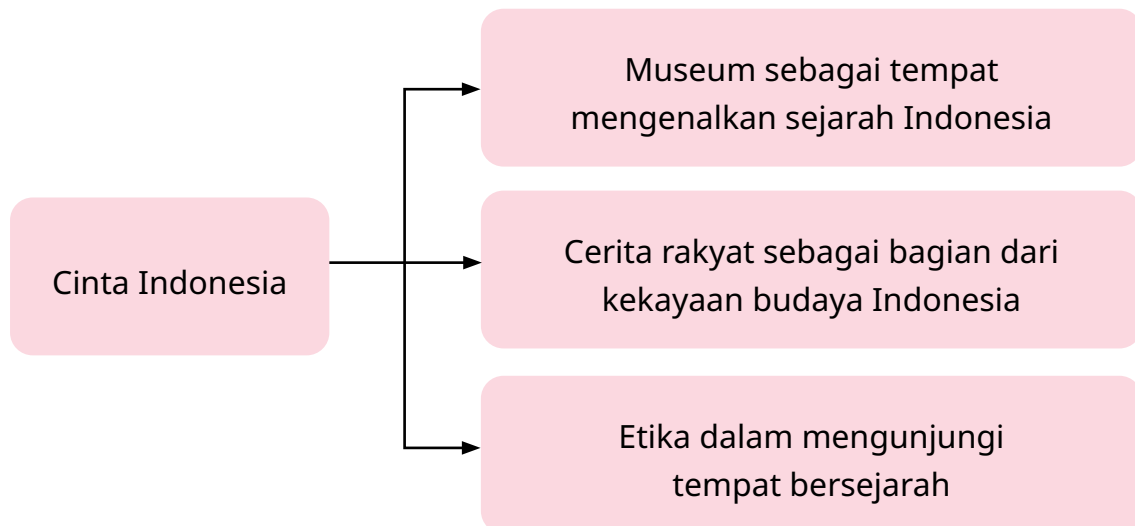 Museum sebagai tempat
mengenalkan sejarah Indonesia
Cinta Indonesia
Cerita rakyat sebagai bagian dari
kekayaan budaya Indonesia
Etika dalam mengunjungi
tempat bersejarah